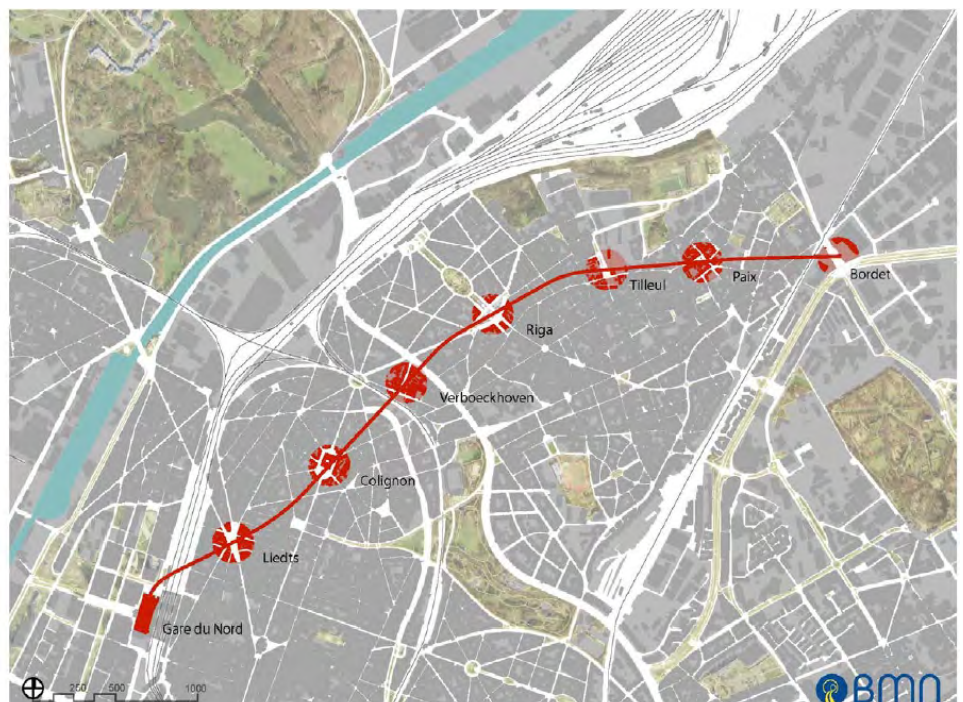 Bordet
Paix
Tilleul
Riga
Verboeckhoven
Colignon
Liedts
Gare du Nord
250 500 1000
BMN